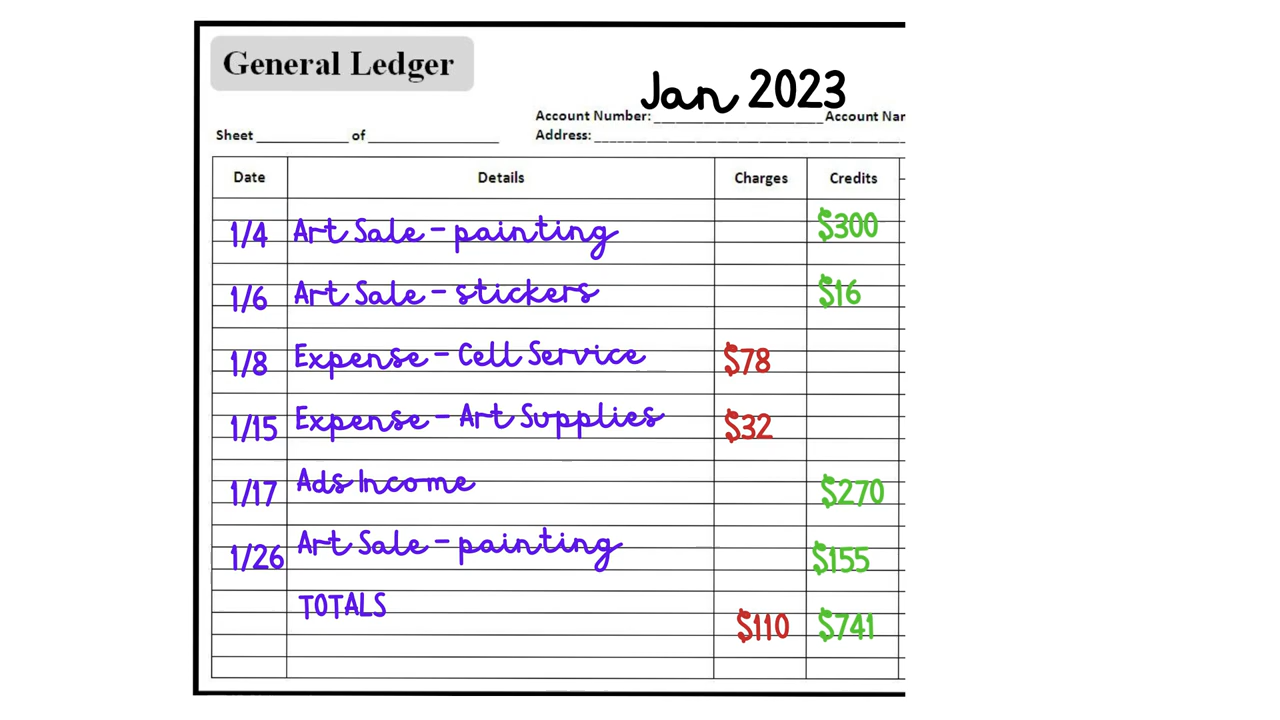 General Ledger
Jan 2023
Account Number: Account Nar
Sheet of Address:
Date Details Charges Credits
1/4 Art Sale - painting $300
1/6 Art Sale - stickers $16
1/8 Expense - Cell Service $78
1/15 Expense - Art Supplies $32
1/17 Ads Income $270
1/26 Art Sale - painting $155
TOTALS $110 $741